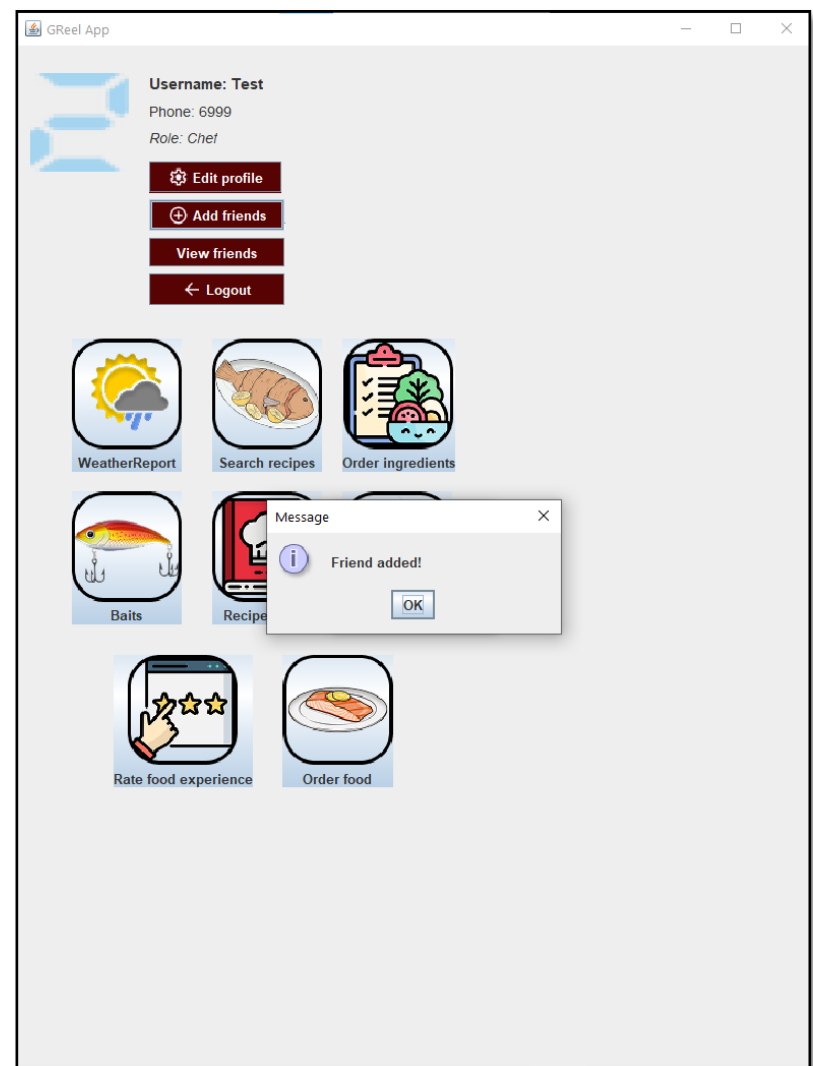 GReel App
Username: Test
Phone: 6999
Role: Chef
Edit profile
Add friends
View friends
Logout
WeatherReport
Search recipes
Order ingredients
Message
Friend added!
OK
Baits
Recipe
Rate food experience
Order food